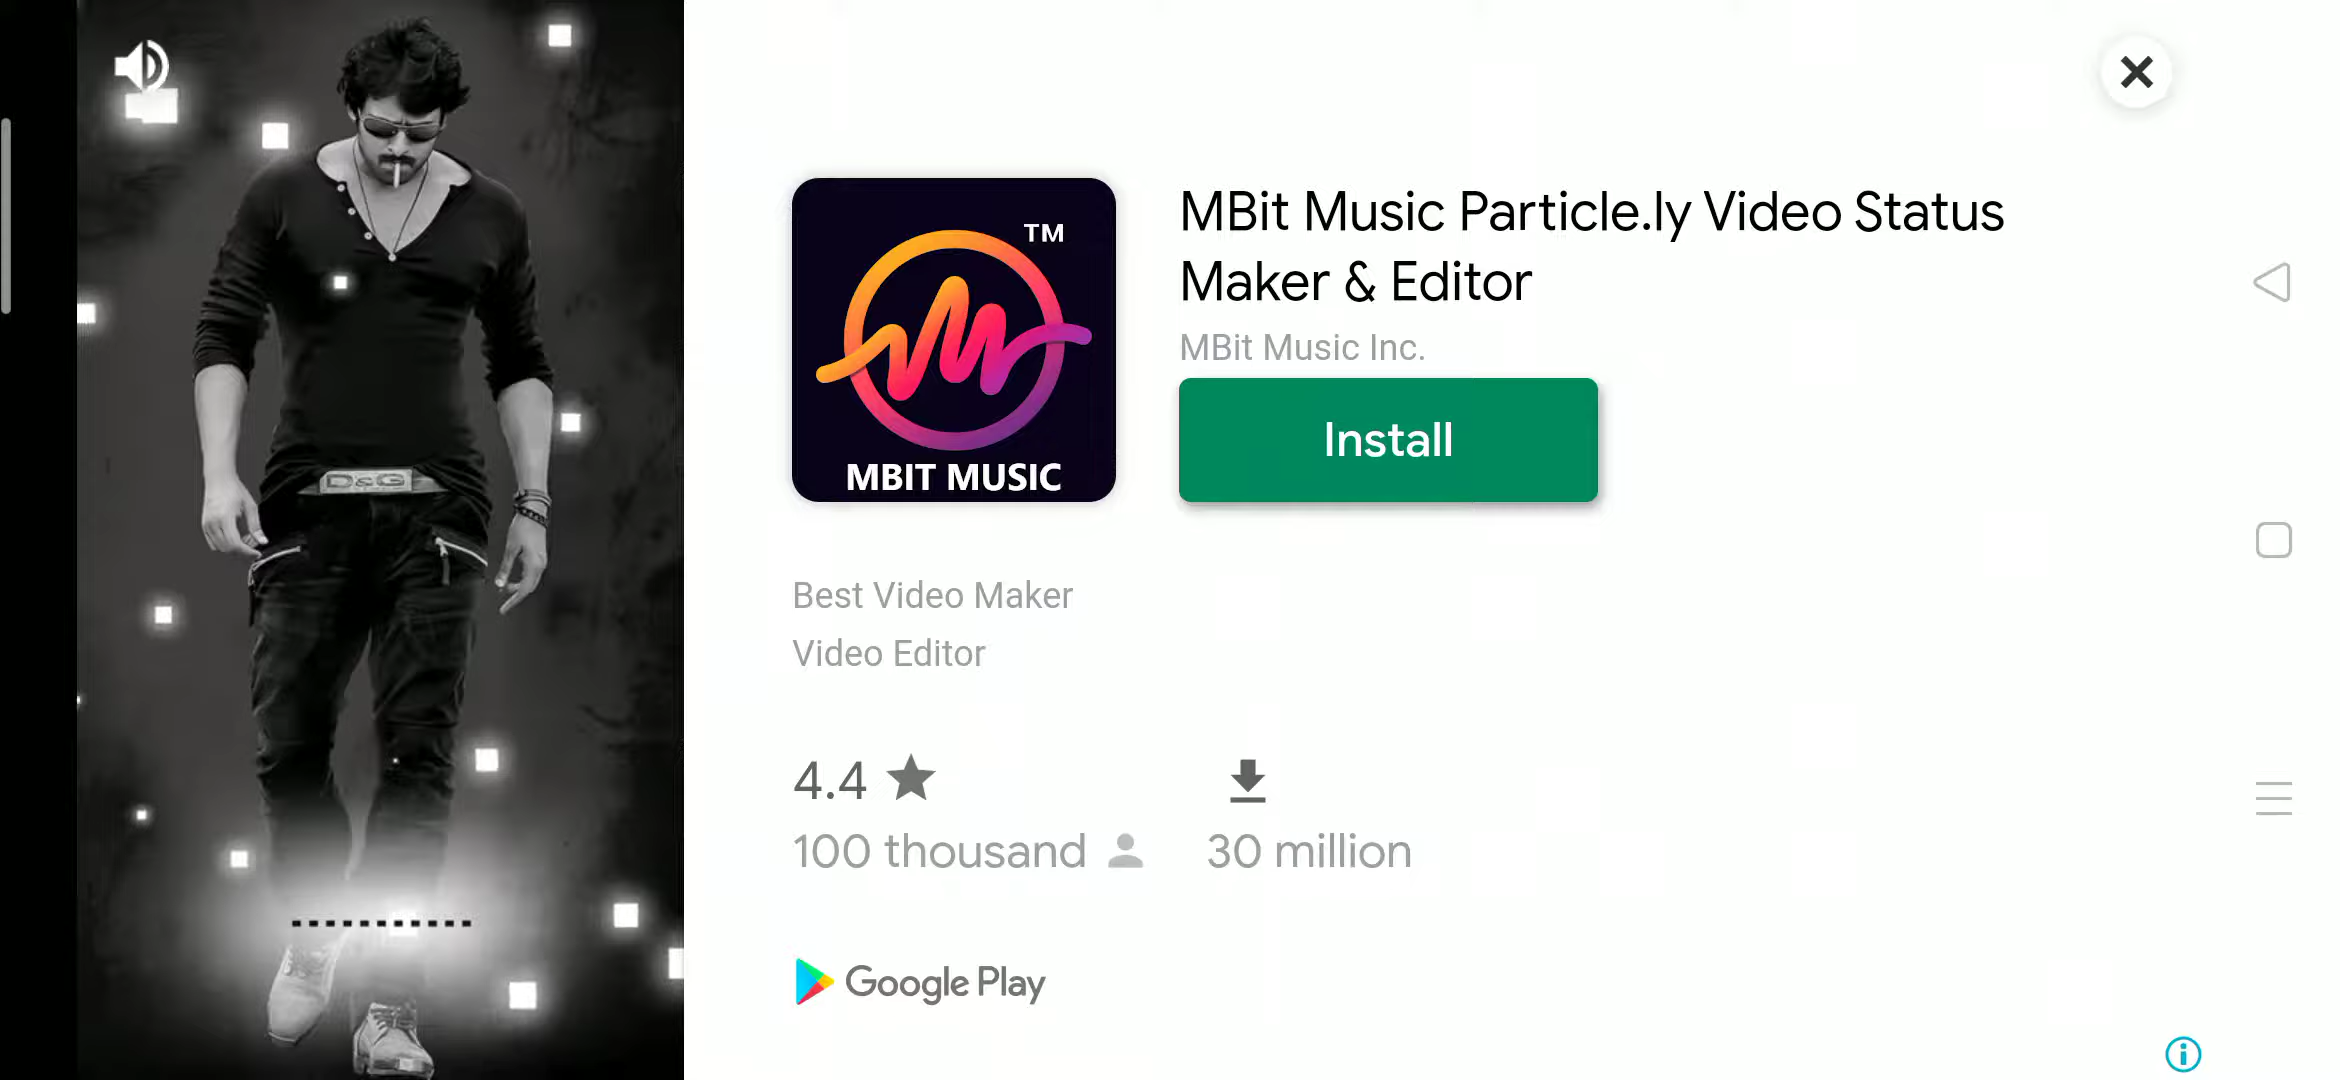 D&G
TM
MBIT MUSIC
MBit Music Particle.ly Video Status
Maker & Editor
MBit Music Inc.
Install
Best Video Maker
Video Editor
4.4
100 thousand
30 million
Google Play